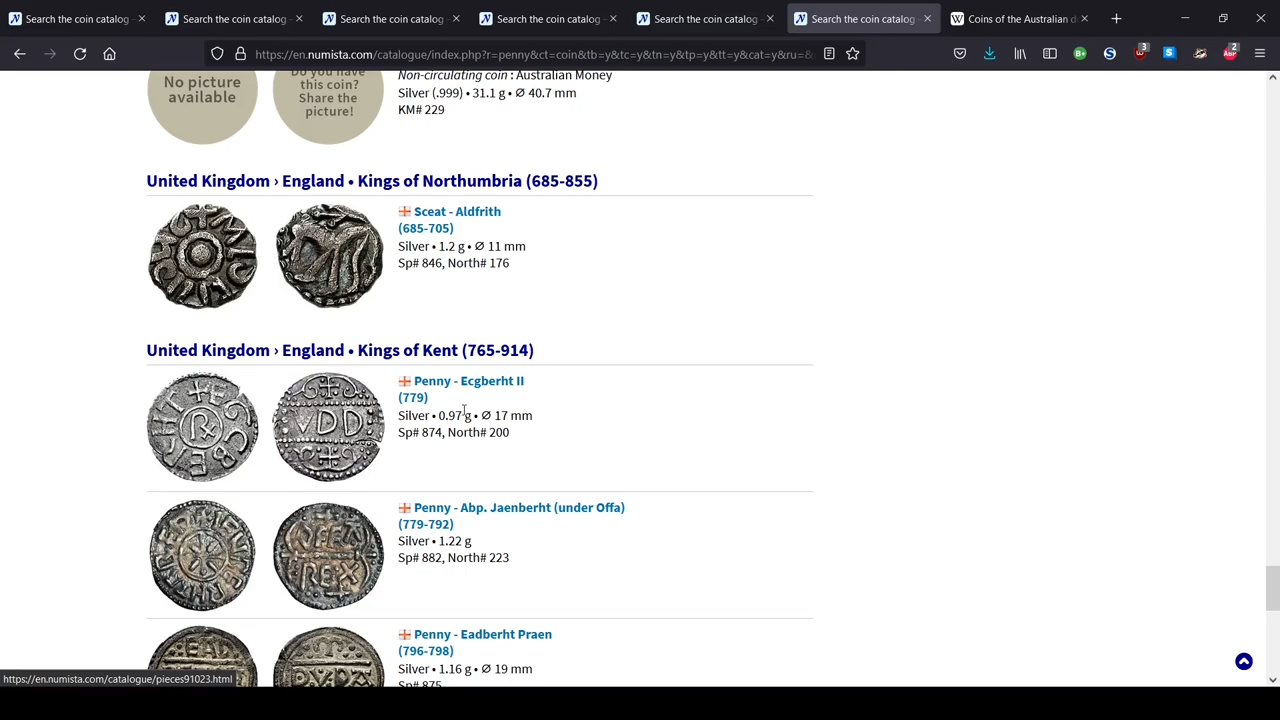 Search the coin catalog
Search the coin catalog
Search the coin catalog
Search the coin catalog
Search the coin catalog
Search the coin catalog
Coins of the Australian d
https://en.numista.com/catalogue/index.php?r=penny&ct=coin&tb=y&tc=y&tn=y&tp=y&tt=y&cat=y&ru=&
3
2
No picture
available
Do you have
this coin?
Share the
picture!
Non-circulating coin : Australian Money
Silver (.999) • 31.1 g • ∅ 40.7 mm
KM# 229
United Kingdom › England • Kings of Northumbria (685-855)
Sceat - Aldfrith
(685-705)
Silver • 1.2 g • ∅ 11 mm
Sp# 846, North# 176
United Kingdom › England • Kings of Kent (765-914)
Penny - Ecgberht II
(779)
Silver • 0.97 g • ∅ 17 mm
Sp# 874, North# 200
Penny - Abp. Jaenberht (under Offa)
(779-792)
Silver • 1.22 g
Sp# 882, North# 223
Penny - Eadberht Praen
(796-798)
Silver • 1.16 g • ∅ 19 mm
Sp# 875
https://en.numista.com/catalogue/pieces91023.html